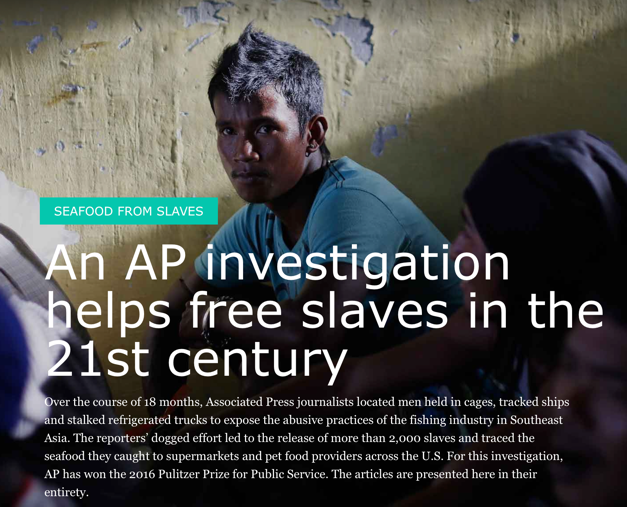 SEAFOOD FROM SLAVES
An AP investigation
helps free slaves in the
21st century
Over the course of 18 months, Associated Press journalists located men held in cages, tracked ships
and stalked refrigerated trucks to expose the abusive practices of the fishing industry in Southeast
Asia. The reporters' dogged effort led to the release of more than 2,000 slaves and traced the
seafood they caught to supermarkets and pet food providers across the U.S. For this investigation,
AP has won the 2016 Pulitzer Prize for Public Service. The articles are presented here in their
entirety.